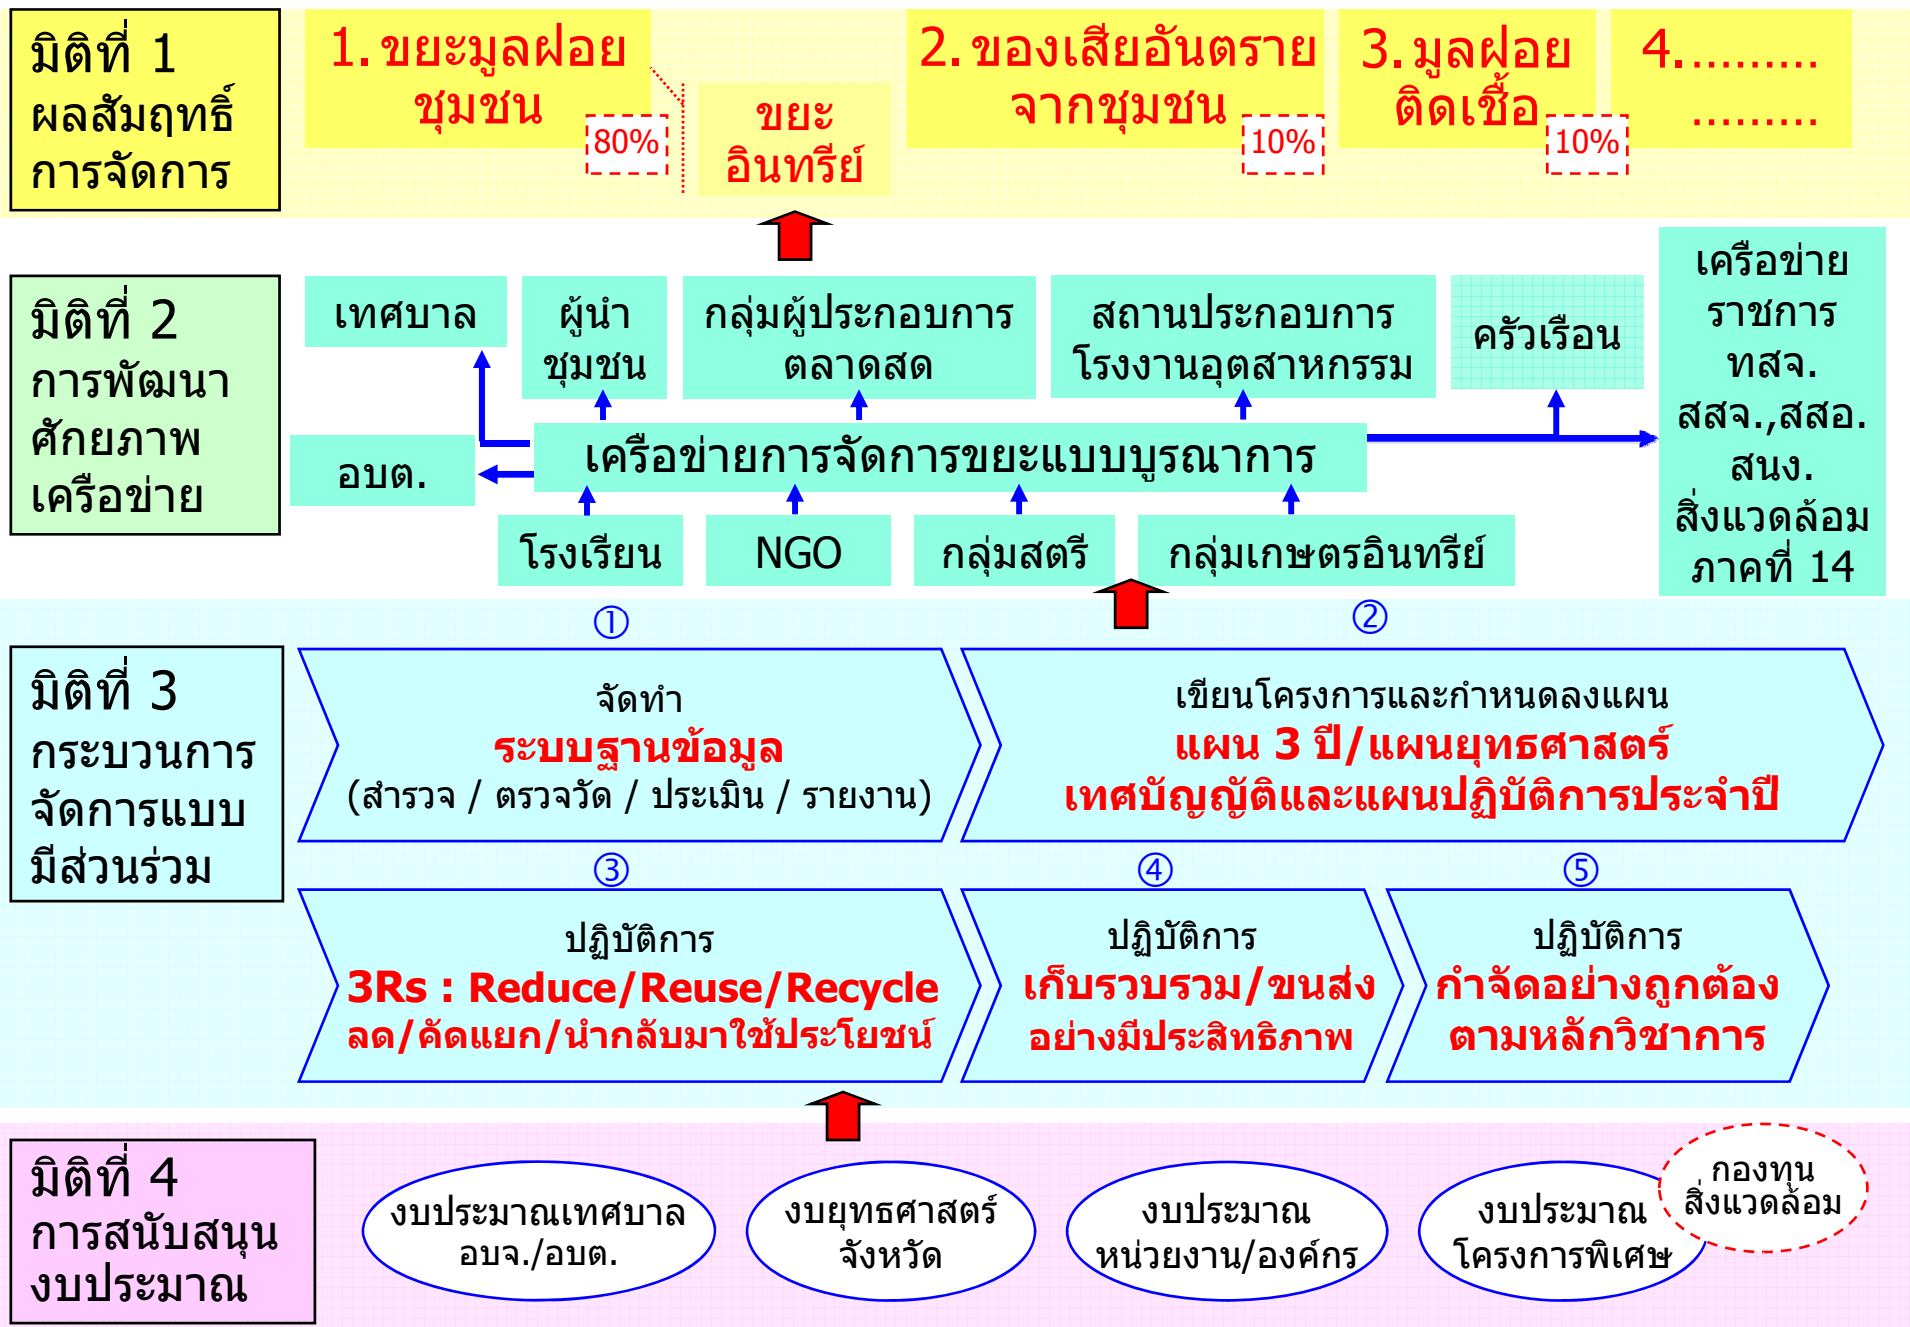 มิติที่ 1
ผลสัมฤทธิ์
การจัดการ
1. ขยะมูลฝอย
ชุมชน
80%
ขยะ
อินทรีย์
2. ของเสียอันตราย
จากชุมชน
10%
3. มูลฝอย
ติดเชื้อ
10%
4..........
.........
มิติที่ 2
การพัฒนา
ศักยภาพ
เครือข่าย
เทศบาล
ผู้นำ
ชุมชน
กลุ่มผู้ประกอบการ
ตลาดสด
สถานประกอบการ
โรงงานอุตสาหกรรม
ครัวเรือน
เครือข่าย
ราชการ
ทสจ.
สสจ.,สสอ.
สนง.
สิ่งแวดล้อม
ภาคที่ 14
อบต.
เครือข่ายการจัดการขยะแบบบูรณาการ
โรงเรียน
NGO
กลุ่มสตรี
กลุ่มเกษตรอินทรีย์
มิติที่ 3
กระบวนการ
จัดการแบบ
มีส่วนร่วม
①
จัดทำ
ระบบฐานข้อมูล
(สำรวจ / ตรวจวัด / ประเมิน / รายงาน)
②
เขียนโครงการและกำหนดลงแผน
แผน 3 ปี/แผนยุทธศาสตร์
เทศบัญญัติและแผนปฏิบัติการประจำปี
③
ปฏิบัติการ
3Rs : Reduce/Reuse/Recycle
ลด/คัดแยก/นำกลับมาใช้ประโยชน์
④
ปฏิบัติการ
เก็บรวบรวม/ขนส่ง
อย่างมีประสิทธิภาพ
⑤
ปฏิบัติการ
กำจัดอย่างถูกต้อง
ตามหลักวิชาการ
มิติที่ 4
การสนับสนุน
งบประมาณ
งบประมาณเทศบาล
อบจ./อบต.
งบยุทธศาสตร์
จังหวัด
งบประมาณ
หน่วยงาน/องค์กร
งบประมาณ
โครงการพิเศษ
กองทุน
สิ่งแวดล้อม